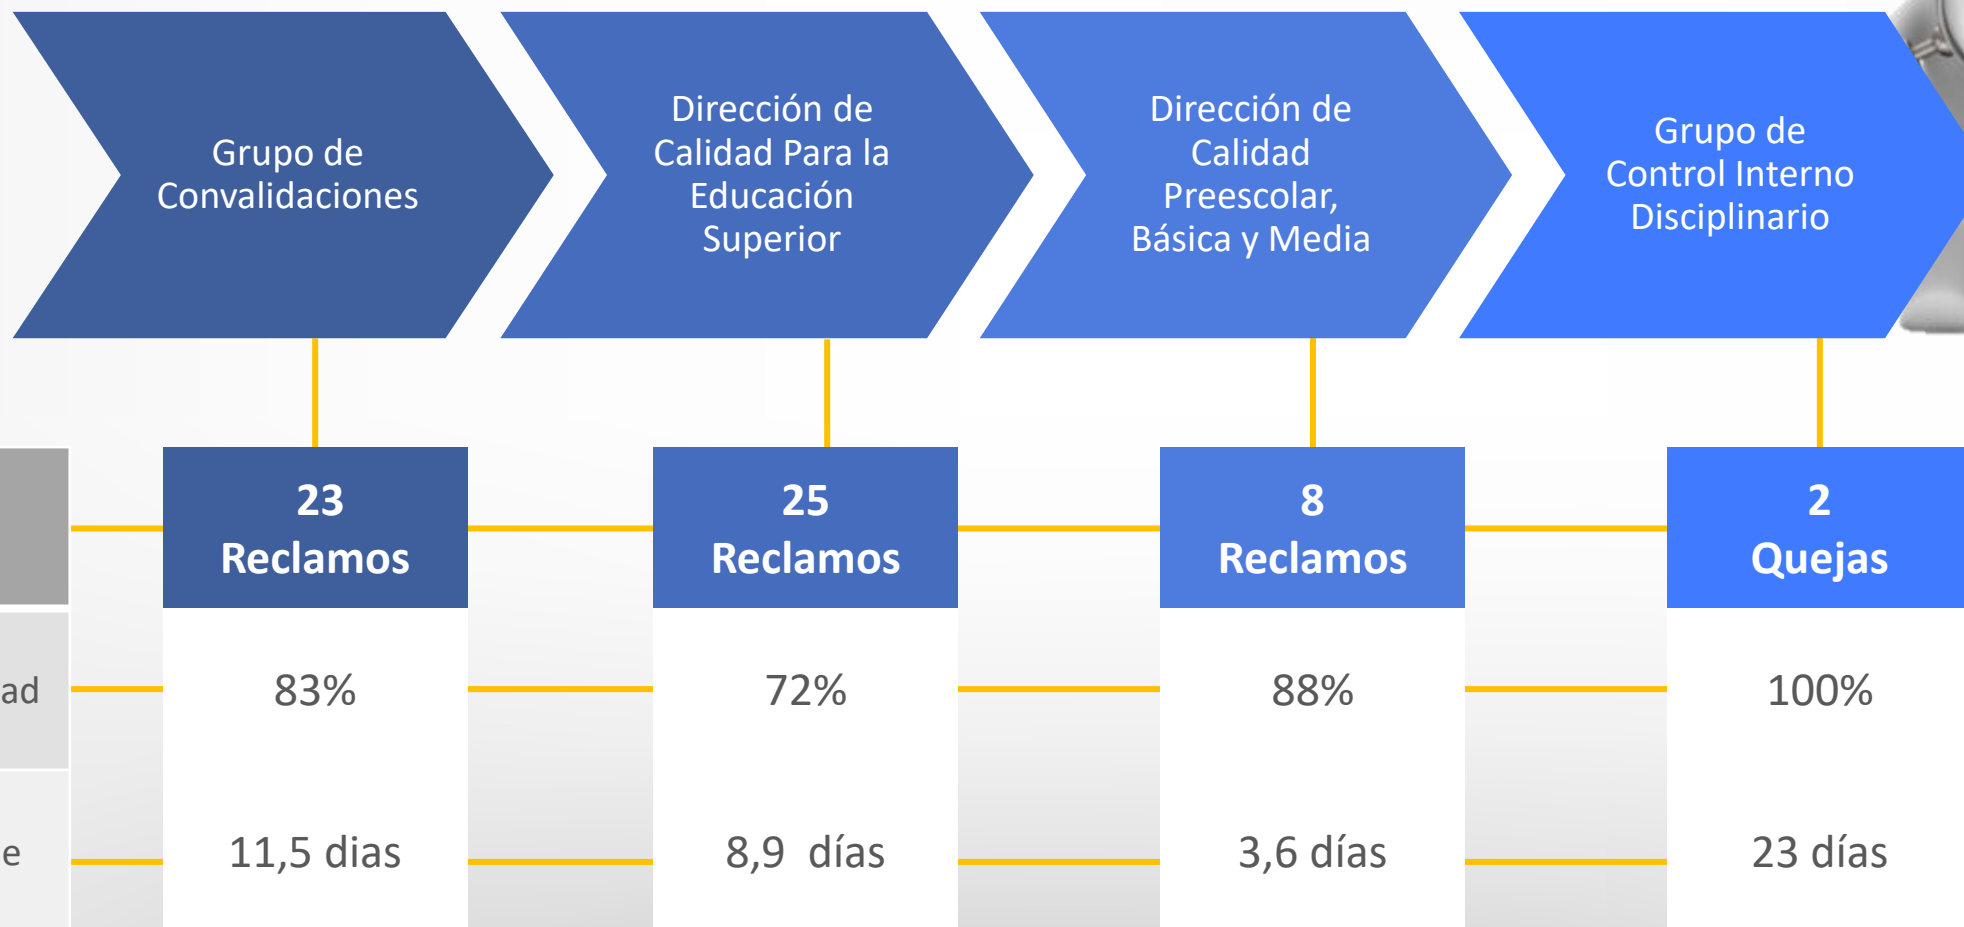 Grupo de
Convalidaciones
Dirección de
Calidad Para la
Educación
Superior
Dirección de
Calidad
Preescolar,
Básica y Media
Grupo de
Control Interno
Disciplinario
23
Reclamos
25
Reclamos
8
Reclamos
2
Quejas
ad
83%
72%
88%
100%
e
11,5 dias
8,9 días
3,6 días
23 días